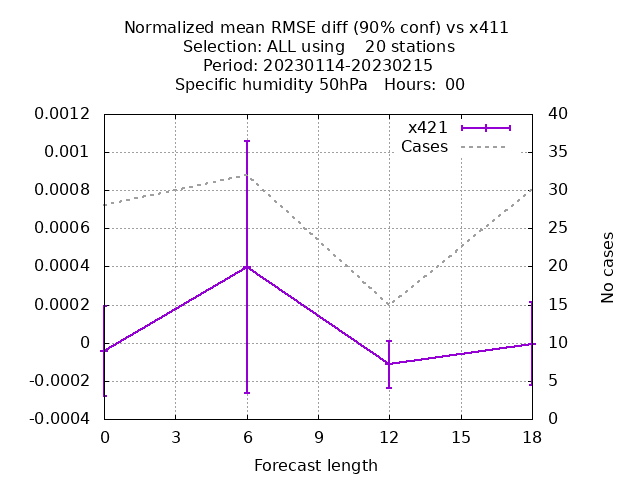 Normalized mean RMSE diff (90% conf) vs x411
Selection: ALL using    20 stations
Period: 20230114-20230215
Specific humidity 50hPa   Hours:  00
0.0012
0.001
0.0008
0.0006
0.0004
0.0002
0
-0.0002
-0.0004
x421
Cases
40
35
30
25
20
15
10
5
0
No cases
0 3 6 9 12 15 18
Forecast length